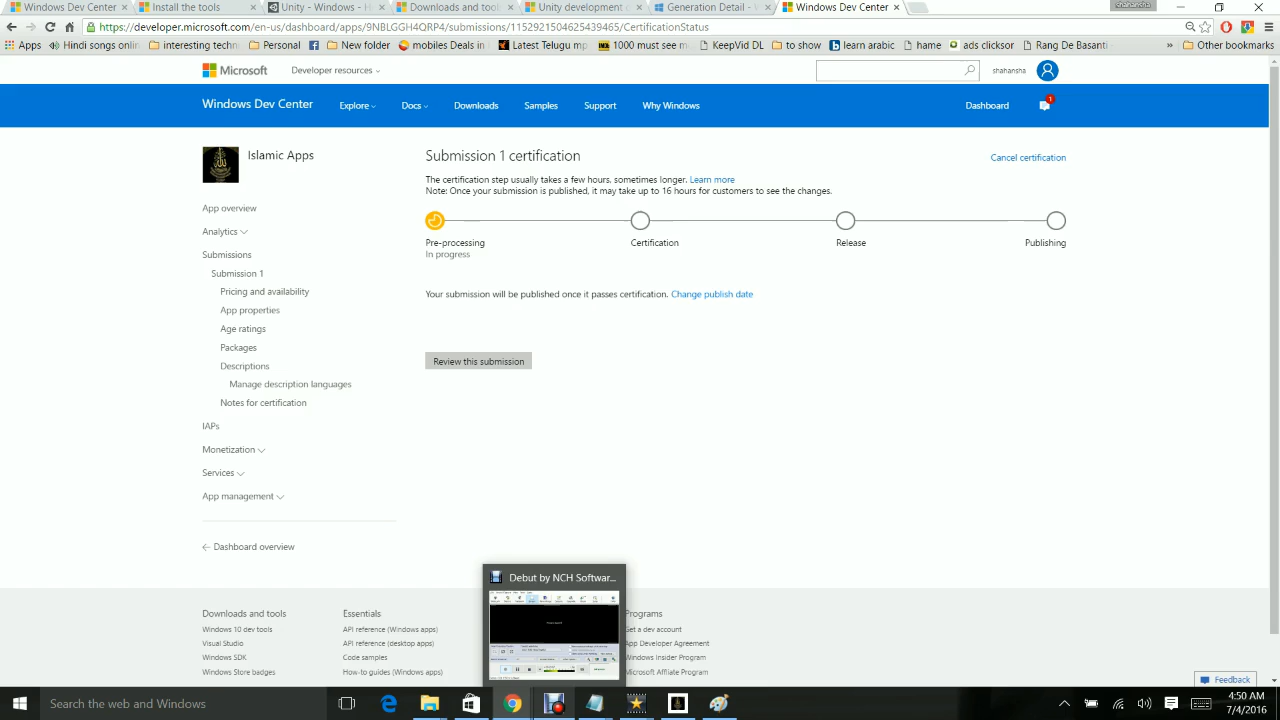 Windows Dev Center
Install the tools
Unity - Windows - H
Downloads and tools
Unity development c
Generation Detail - V
Windows Dev Center
shahansha
https://developer.microsoft.com/en-us/dashboard/apps/9NBLGGH4QRP4/submissions/1152921504625439465/CertificationStatus
Apps
Hindi songs
interesting tech
Personal
New folder
mobiles Deals in
Latest Telugu mp
1000 must see m
KeepVid DL
to show
learn arabic
home
ads clickson
Rang De Basanti
»
Other bookmarks
Microsoft
Developer resources
shahansha
Windows Dev Center
Explore
Docs
Downloads
Samples
Support
Why Windows
Dashboard
1
Islamic Apps
Submission 1 certification
Cancel certification
The certification step usually takes a few hours, sometimes longer. Learn more
Note: Once your submission is published, it may take up to 16 hours for customers to see the changes.
App overview
Analytics
Submissions
Submission 1
Pricing and availability
App properties
Age ratings
Packages
Descriptions
Manage description languages
Notes for certification
IAPs
Monetization
Services
App management
Dashboard overview
Pre-processing
In progress
Certification
Release
Publishing
Your submission will be published once it passes certification. Change publish date
Review this submission
Debut by NCH Softwar...
Downloads and tools
Windows 10 dev tools
Visual Studio
Windows SDK
Windows Store badges
Essentials
API reference (Windows apps)
API reference (desktop apps)
Code samples
How-to guides (Windows apps)
Programs
Get a dev account
App Developer Agreement
Windows Insider Program
Microsoft Affiliate Program
Feedback
Search the web and Windows
4:50 AM
7/4/2016